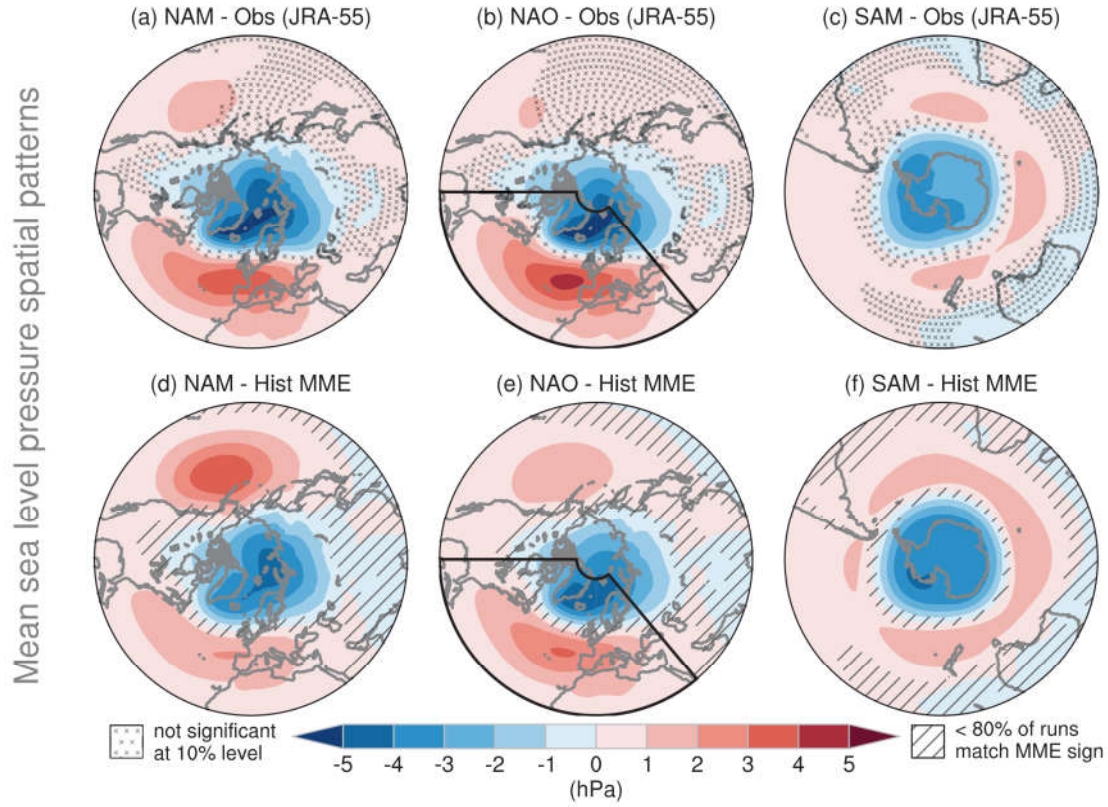 (a) NAM - Obs (JRA-55)
(b) NAO - Obs (JRA-55)
(c) SAM - Obs (JRA-55)
Mean sea level pressure spatial patterns
(d) NAM - Hist MME
(e) NAO - Hist MME
(f) SAM - Hist MME
not significant
at 10% level
-5 -4 -3 -2 -1 0 1 2 3 4 5
(hPa)
< 80% of runs
match MME sign